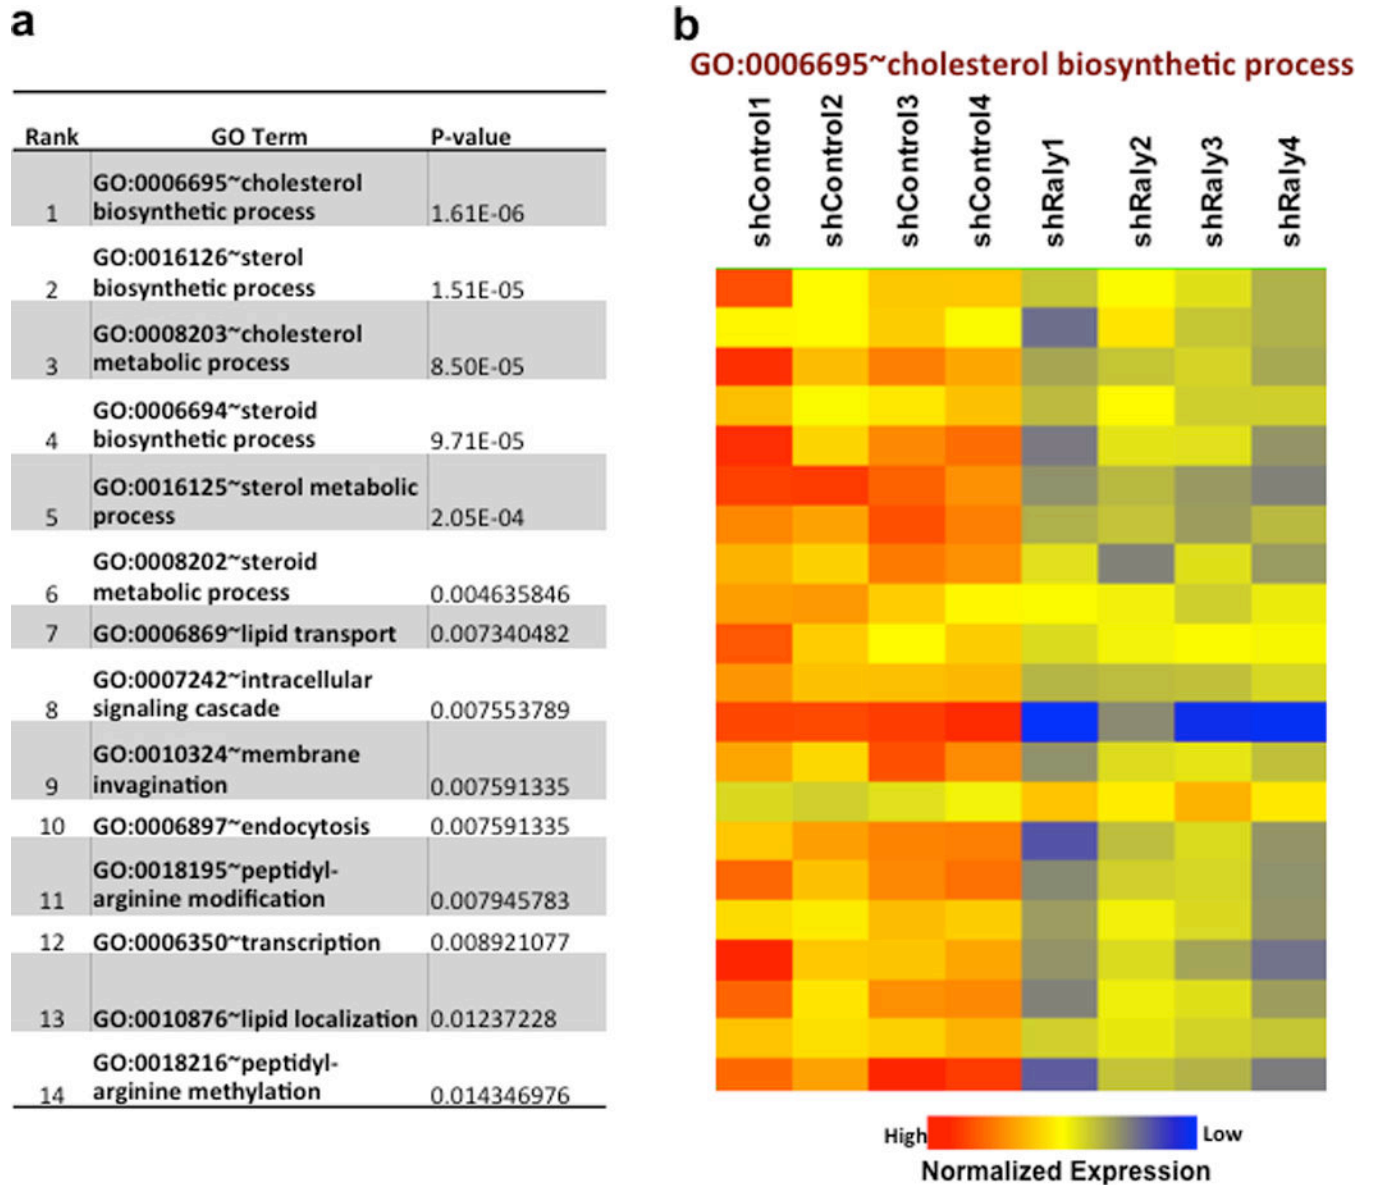 a
Rank GO Term P-value
GO:0006695~cholesterol
1 biosynthetic process 1.61E-06
GO:0016126~sterol
2 biosynthetic process 1.51E-05
GO:0008203~cholesterol
3 metabolic process 8.50E-05
GO:0006694~steroid
4 biosynthetic process 9.71E-05
GO:0016125~sterol metabolic
5 process 2.05E-04
GO:0008202~steroid
6 metabolic process 0.004635846
7 GO:0006869~lipid transport 0.007340482
GO:0007242~intracellular
8 signaling cascade 0.007553789
GO:0010324~membrane
9 invagination 0.007591335
10 GO:0006897~endocytosis 0.007591335
GO:0018195~peptidyl-
11 arginine modification 0.007945783
12 GO:0006350~transcription 0.008921077
13 GO:0010876~lipid localization 0.01237228
GO:0018216~peptidyl-
14 arginine methylation 0.014346976
b
GO:0006695~cholesterol biosynthetic process
shControl1
shControl2
shControl3
shControl4
shRaly1
shRaly2
shRaly3
shRaly4
High Low
Normalized Expression